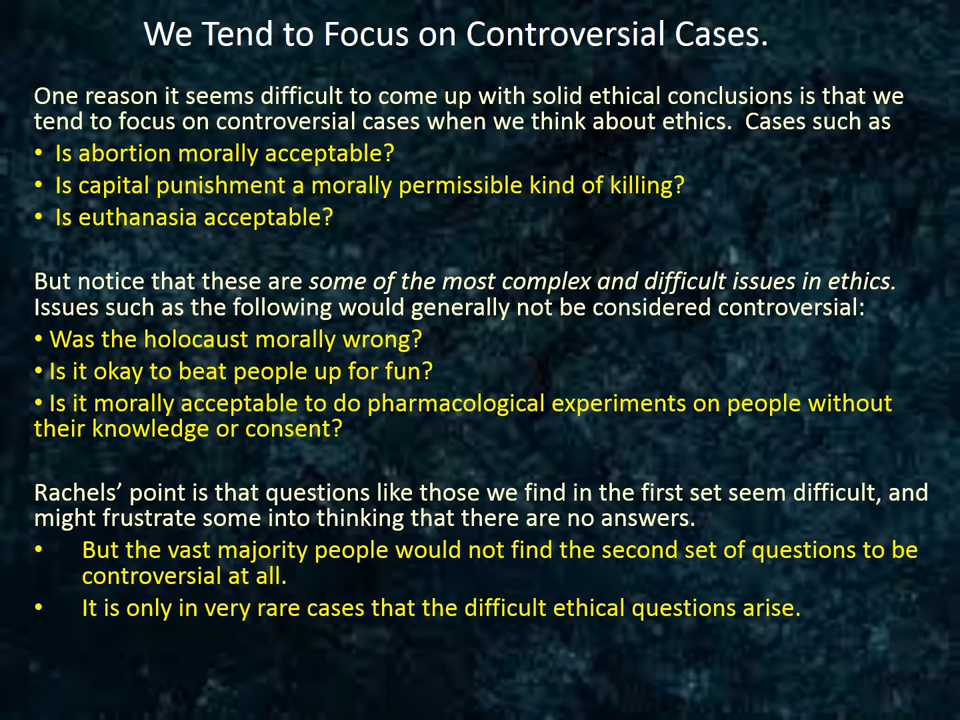 We Tend to Focus on Controversial Cases.
One reason it seems difficult to come up with solid ethical conclusions is that we
tend to focus on controversial cases when we think about ethics.  Cases such as
• Is abortion morally acceptable?
• Is capital punishment a morally permissible kind of killing?
• Is euthanasia acceptable?
But notice that these are some of the most complex and difficult issues in ethics.
Issues such as the following would generally not be considered controversial:
• Was the holocaust morally wrong?
• Is it okay to beat people up for fun?
• Is it morally acceptable to do pharmacological experiments on people without
their knowledge or consent?
Rachels’ point is that questions like those we find in the first set seem difficult, and
might frustrate some into thinking that there are no answers.
• But the vast majority people would not find the second set of questions to be
controversial at all.
• It is only in very rare cases that the difficult ethical questions arise.